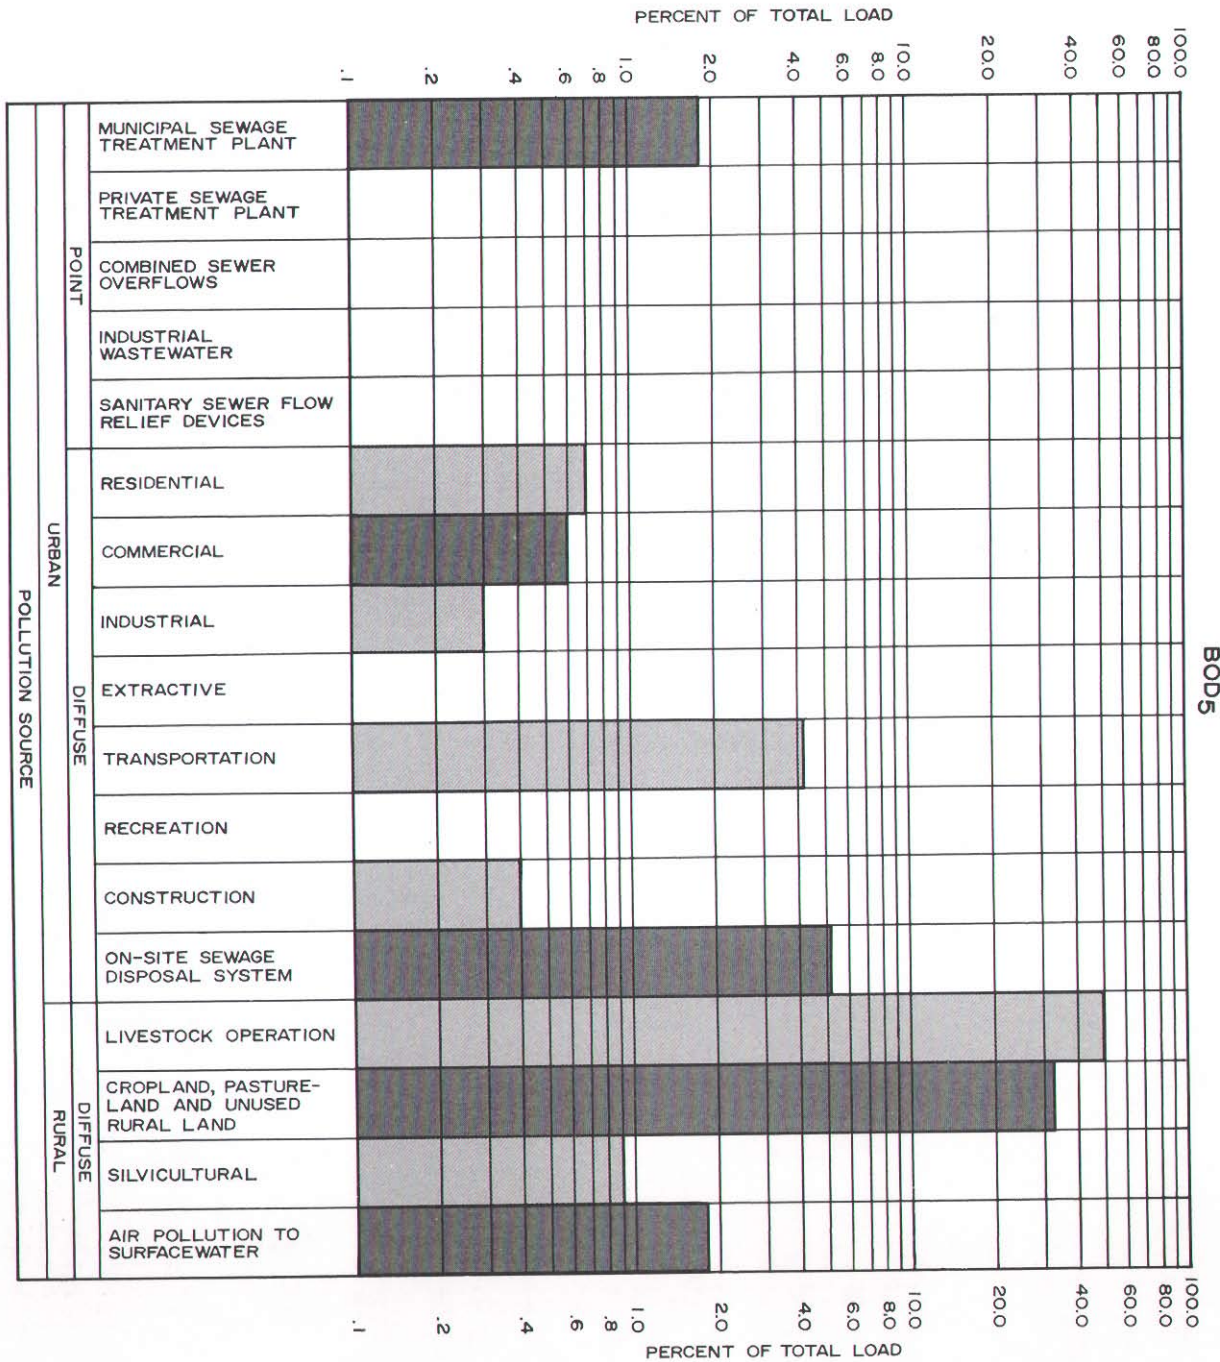 PERCENT OF TOTAL LOAD
.1 .2 .4 .6 .8 1.0 2.0 4.0 6.0 8.0 10.0 20.0 40.0 60.0 80.0 100.0
BOD5
POLLUTION SOURCE
URBAN
POINT
MUNICIPAL SEWAGE
TREATMENT PLANT
PRIVATE SEWAGE
TREATMENT PLANT
COMBINED SEWER
OVERFLOWS
INDUSTRIAL
WASTEWATER
SANITARY SEWER FLOW
RELIEF DEVICES
DIFFUSE
RESIDENTIAL
COMMERCIAL
INDUSTRIAL
EXTRACTIVE
TRANSPORTATION
RECREATION
CONSTRUCTION
ON-SITE SEWAGE
DISPOSAL SYSTEM
RURAL
DIFFUSE
LIVESTOCK OPERATION
CROPLAND, PASTURE-
LAND AND UNUSED
RURAL LAND
SILVICULTURAL
AIR POLLUTION TO
SURFACEWATER
.1 .2 .4 .6 .8 1.0 2.0 4.0 6.0 8.0 10.0 20.0 40.0 60.0 80.0 100.0
PERCENT OF TOTAL LOAD